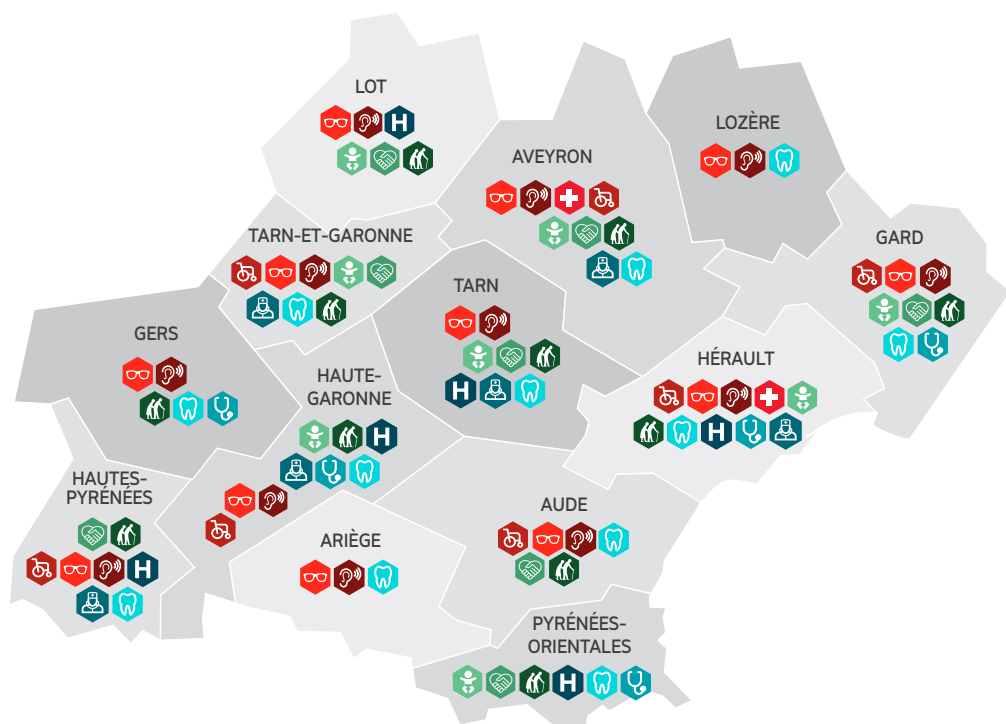 LOT
H
LOZÈRE
AVEYRON
TARN-ET-GARONNE
GARD
TARN
GERS
HÉRAULT
HAUTE-
GARONNE
H
H
H
HAUTES-
PYRÉNÉES
AUDE
ARIÈGE
H
PYRÉNÉES-
ORIENTALES
H